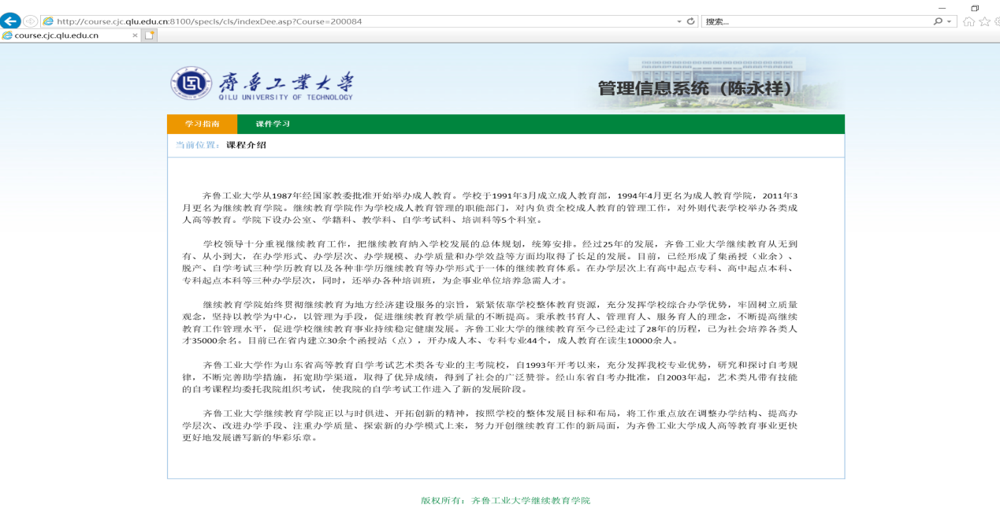 http://course.cjc.qlu.edu.cn:8100/specls/cls/indexDee.asp?Course=200084
搜索...
course.cjc.qlu.edu.cn
齐鲁工业大学
QILU UNIVERSITY OF TECHNOLOGY
管理信息系统（陈永祥）
学习指南 课件学习
当前位置：课程介绍
齐鲁工业大学从1987年经国家教委批准开始举办成人教育。学校于1991年3月成立成人教育部，1994年4月更名为成人教育学院，2011年3
月更名为继续教育学院。继续教育学院作为学校成人教育管理的职能部门，对内负责全校成人教育的管理工作，对外则代表学校举办各类成
人高等教育。学院下设办公室、学籍科、教学科、自学考试科、培训科等5个科室。
学校领导十分重视继续教育工作，把继续教育纳入学校发展的总体规划，统筹安排。经过25年的发展，齐鲁工业大学继续教育从无到
有、从小到大，在办学形式、办学层次、办学规模、办学质量和办学效益等方面均取得了长足的发展。目前，已经形成了集函授（业余）、
脱产、自学考试三种学历教育以及各种非学历继续教育等办学形式于一体的继续教育体系。在办学层次上有高中起点专科、高中起点本科、
专科起点本科等三种办学层次，同时，还举办各种培训班，为企事业单位培养急需人才。
继续教育学院始终贯彻继续教育为地方经济建设服务的宗旨，紧紧依靠学校整体教育资源，充分发挥学校综合办学优势，牢固树立质量
观念，坚持以教学为中心，以管理为手段，促进继续教育教学质量的不断提高。秉承教书育人、管理育人、服务育人的理念，不断提高继续
教育工作管理水平，促进学校继续教育事业持续稳定健康发展。齐鲁工业大学的继续教育至今已经走过了28年的历程，已为社会培养各类人
才35000余名。目前已在省内建立30余个函授站（点），开办成人本、专科专业44个，成人教育在读生10000余人。
齐鲁工业大学作为山东省高等教育自学考试艺术类各专业的主考院校，自1993年开考以来，充分发挥我校专业优势，研究和探讨自考规
律，不断完善助学措施，拓宽助学渠道，取得了优异成绩，得到了社会的广泛赞誉。经山东省自考办批准，自2003年起，艺术类凡带有技能
的自考课程均委托我院组织考试，使我院的自学考试工作进入了新的发展阶段。
齐鲁工业大学继续教育学院正以与时俱进、开拓创新的精神，按照学校的整体发展目标和布局，将工作重点放在调整办学结构、提高办
学层次、改进办学手段、注重办学质量、探索新的办学模式上来，努力开创继续教育工作的新局面，为齐鲁工业大学成人高等教育事业更快
更好地发展谱写新的华彩乐章。
版权所有：齐鲁工业大学继续教育学院